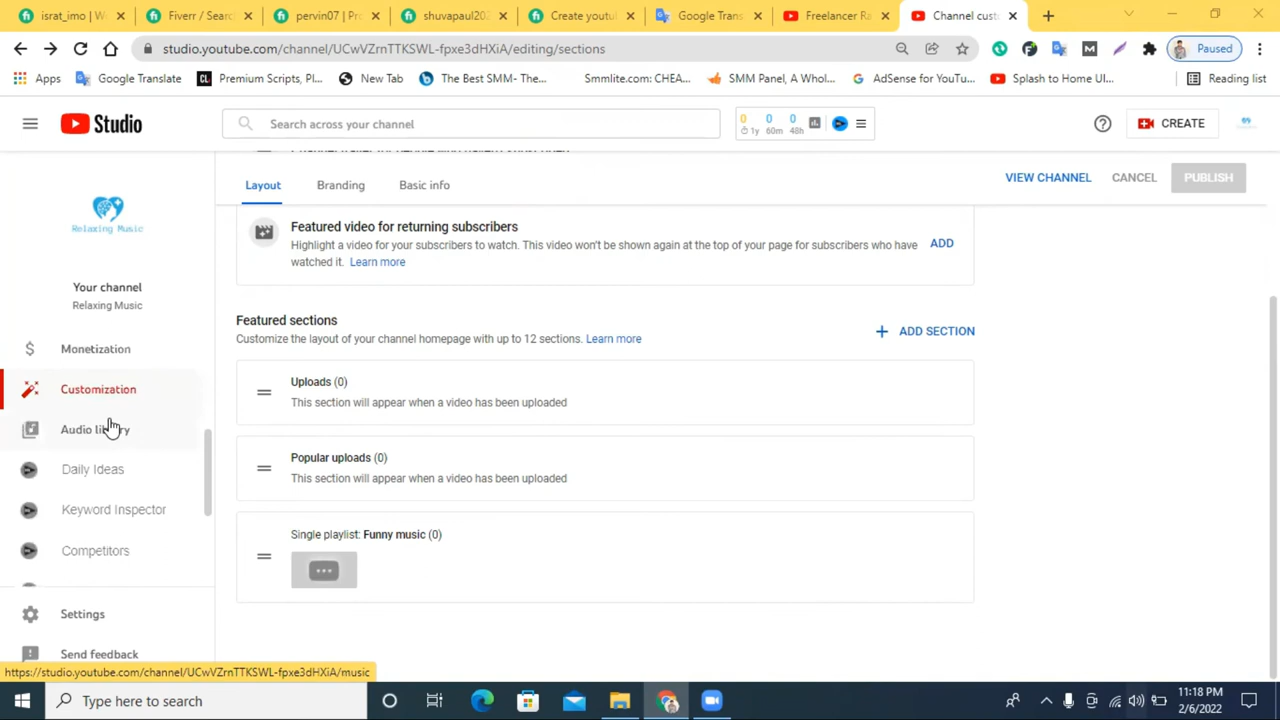 israt_imo | W
Fiverr / Searc
pervin07 | Pro
shuvapaul202
Create youtu
Google Trans
Freelancer Ra
Channel cust
studio.youtube.com/channel/UCwVZrnTTKSWL-fpxe3dHXiA/editing/sections
Paused
Apps
Google Translate
Premium Scripts, Pl...
New Tab
The Best SMM- The...
Smmlite.com: CHEA...
SMM Panel, A Whol...
AdSense for YouTu...
Splash to Home UI...
Reading list
Studio
Search across your channel
0 0 0
1y 60m 48h
CREATE
Layout
Branding
Basic info
VIEW CHANNEL
CANCEL
PUBLISH
Relaxing Music
Your channel
Relaxing Music
Monetization
Customization
Audio library
Daily Ideas
Keyword Inspector
Competitors
Settings
Send feedback
Featured video for returning subscribers
Highlight a video for your subscribers to watch. This video won't be shown again at the top of your page for subscribers who have
watched it. Learn more
ADD
Featured sections
Customize the layout of your channel homepage with up to 12 sections. Learn more
ADD SECTION
Uploads (0)
This section will appear when a video has been uploaded
Popular uploads (0)
This section will appear when a video has been uploaded
Single playlist: Funny music (0)
https://studio.youtube.com/channel/UCwVZrnTTKSWL-fpxe3dHXiA/music
Type here to search
11:18 PM
2/6/2022